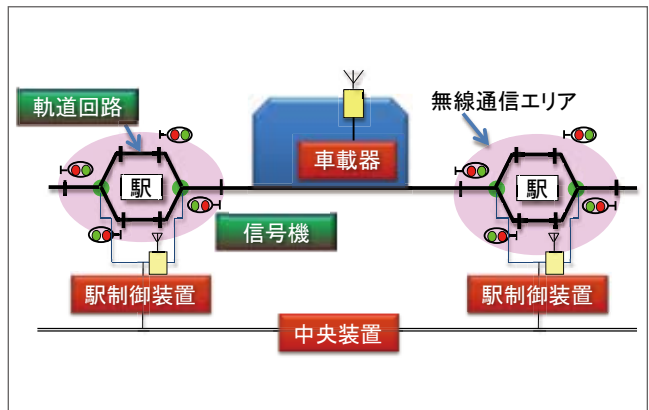 無線通信エリア
軌道回路
車載器
駅
駅
信号機
駅制御装置
駅制御装置
中央装置